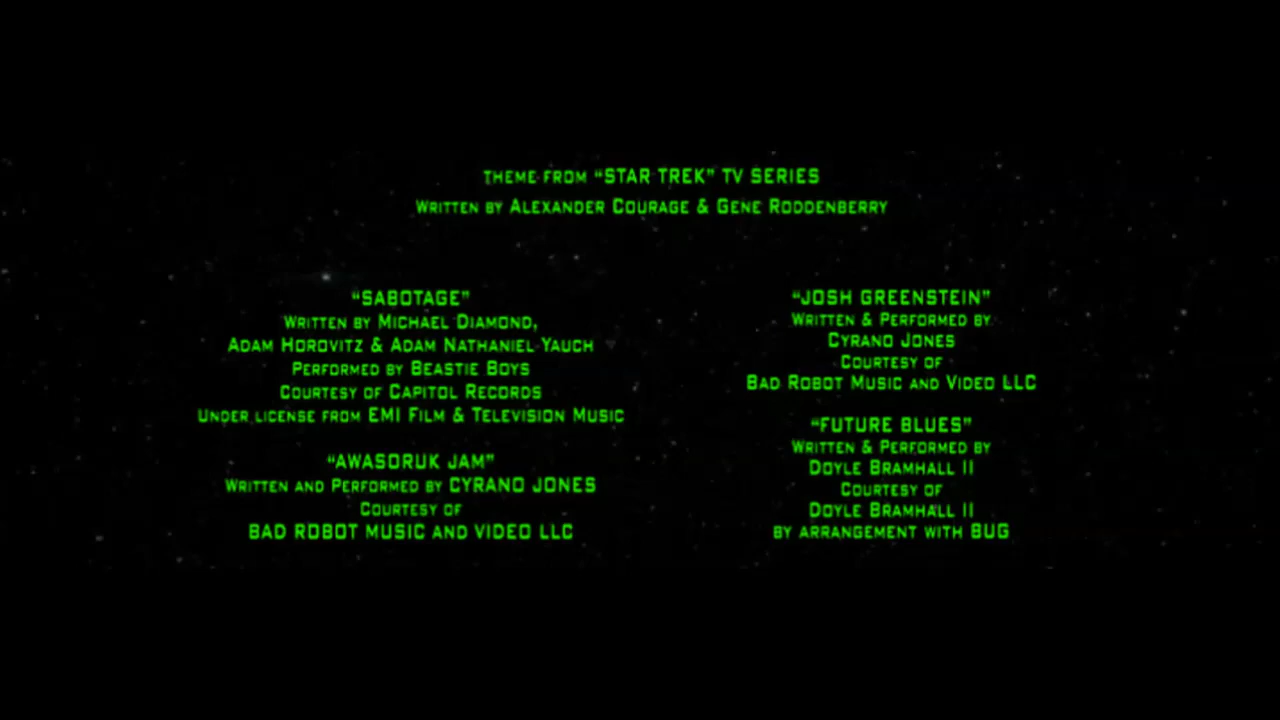 THEME FROM “STAR TREK” TV SERIES
WRITTEN BY ALEXANDER COURAGE & GENE RODDENBERRY
“SABOTAGE”
WRITTEN BY MICHAEL DIAMOND,
ADAM HOROVITZ & ADAM NATHANIEL YAUCH
PERFORMED BY BEASTIE BOYS
COURTESY OF CAPITOL RECORDS
UNDER LICENSE FROM EMI FILM & TELEVISION MUSIC
“AWASORUK JAM”
WRITTEN AND PERFORMED BY CYRANO JONES
COURTESY OF
BAD ROBOT MUSIC AND VIDEO LLC
“JOSH GREENSTEIN”
WRITTEN & PERFORMED BY
CYRANO JONES
COURTESY OF
BAD ROBOT MUSIC AND VIDEO LLC
“FUTURE BLUES”
WRITTEN & PERFORMED BY
DOYLE BRAMHALL II
COURTESY OF
DOYLE BRAMHALL II
BY ARRANGEMENT WITH BUG